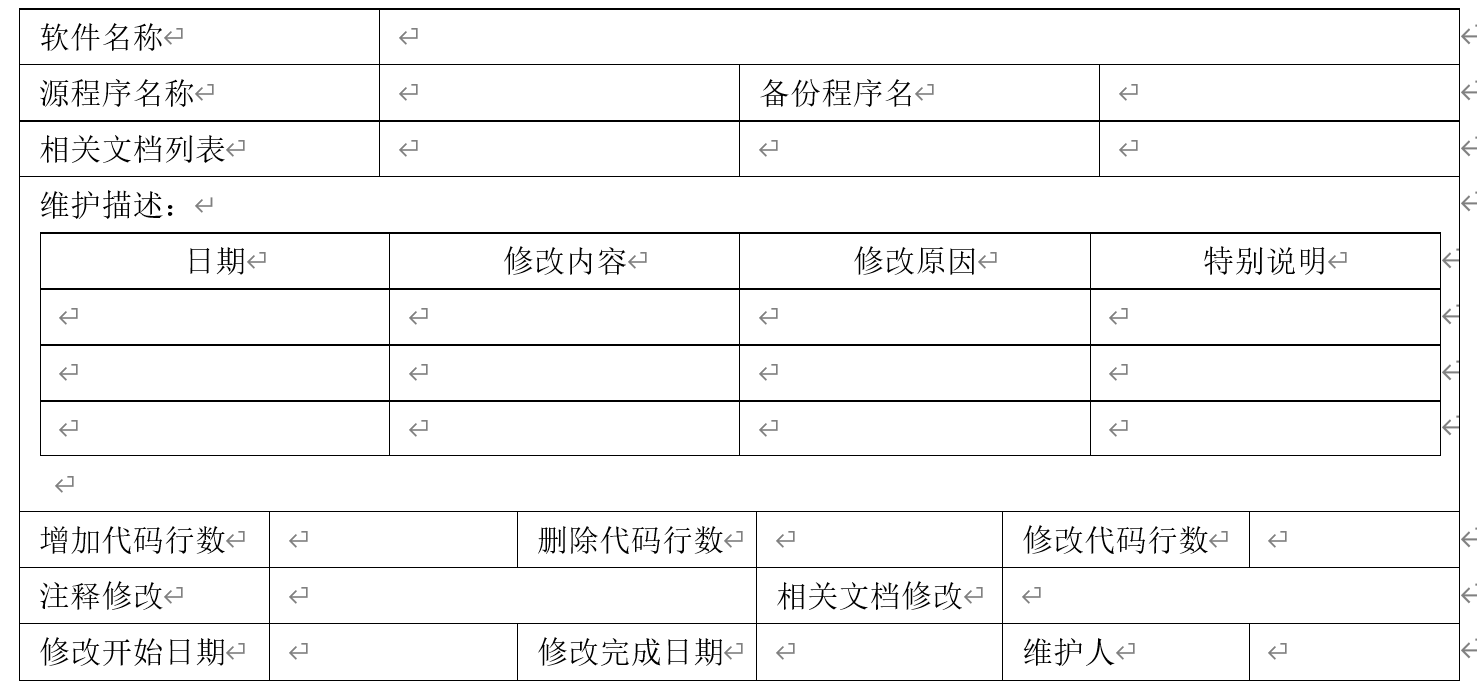 软件名称
源程序名称 备份程序名
相关文档列表
维护描述：
日期 修改内容 修改原因 特别说明
增加代码行数 删除代码行数 修改代码行数
注释修改 相关文档修改
修改开始日期 修改完成日期 维护人